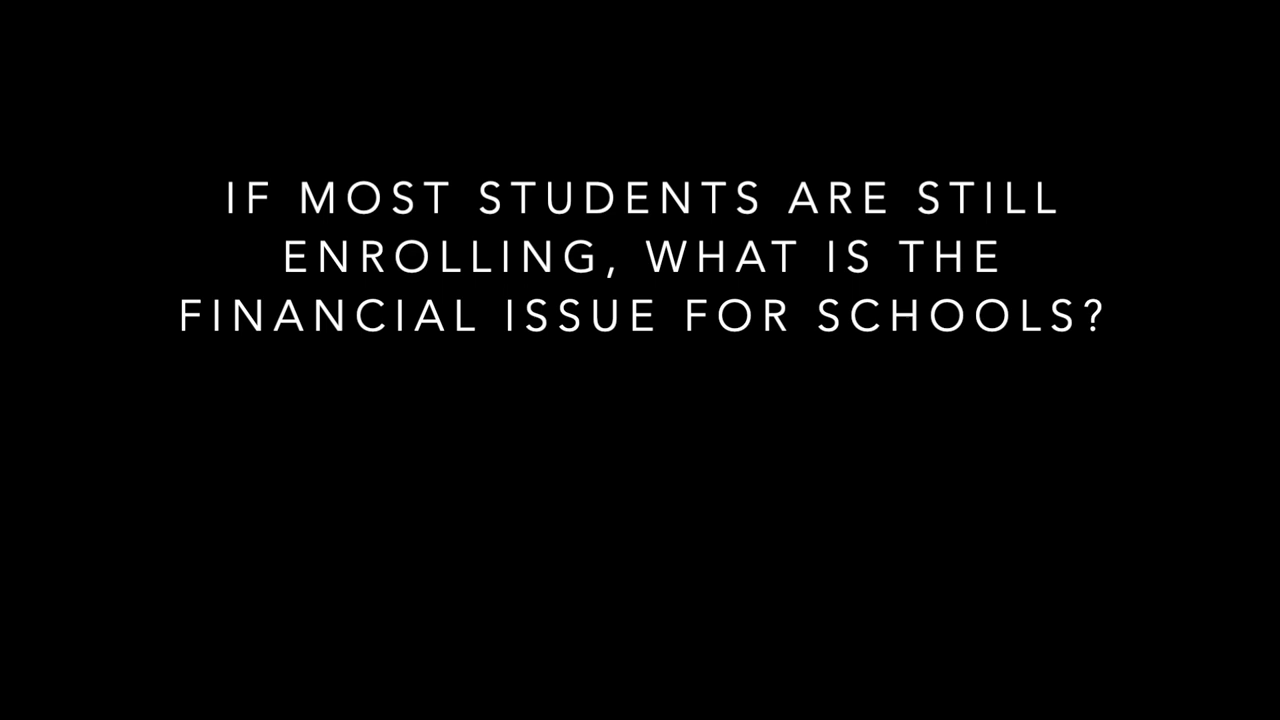 IF MOST STUDENTS ARE STILL
ENROLLING, WHAT IS THE
FINANCIAL ISSUE FOR SCHOOLS?